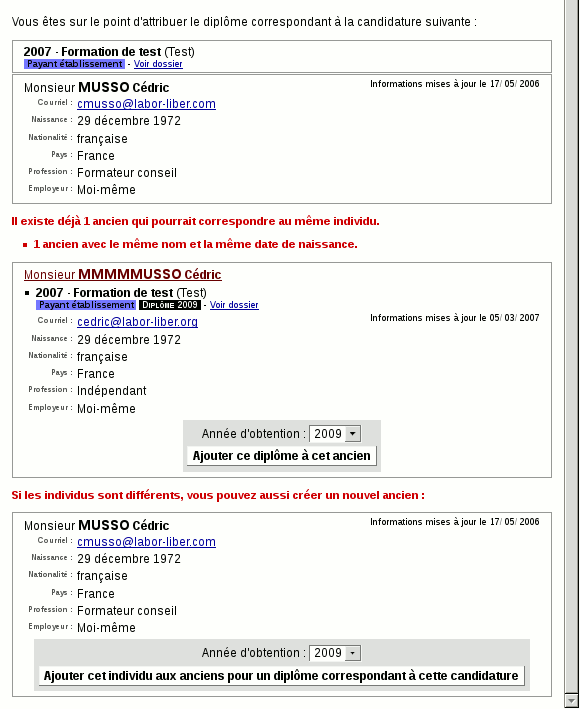 Vous êtes sur le point d'attribuer le diplôme correspondant à la candidature suivante :
2007 - Formation de test (Test)
Payant établissement - Voir dossier
Monsieur MUSSO Cédric
Informations mises à jour le 17/05/2006
Courriel : cmusso@labor-liber.com
Naissance : 29 décembre 1972
Nationalité : française
Pays : France
Profession : Formateur conseil
Employeur : Moi-même
Il existe déjà 1 ancien qui pourrait correspondre au même individu.
1 ancien avec le même nom et la même date de naissance.
Monsieur MMMMMUSSO Cédric
2007 - Formation de test (Test)
Payant établissement Diplôme 2009 - Voir dossier
Courriel : cedric@labor-liber.org
Informations mises à jour le 05/03/2007
Naissance : 29 décembre 1972
Nationalité : française
Pays : France
Profession : Indépendant
Employeur : Moi-même
Année d'obtention : 2009
Ajouter ce diplôme à cet ancien
Si les individus sont différents, vous pouvez aussi créer un nouvel ancien :
Monsieur MUSSO Cédric
Informations mises à jour le 17/05/2006
Courriel : cmusso@labor-liber.com
Naissance : 29 décembre 1972
Nationalité : française
Pays : France
Profession : Formateur conseil
Employeur : Moi-même
Année d'obtention : 2009
Ajouter cet individu aux anciens pour un diplôme correspondant à cette candidature